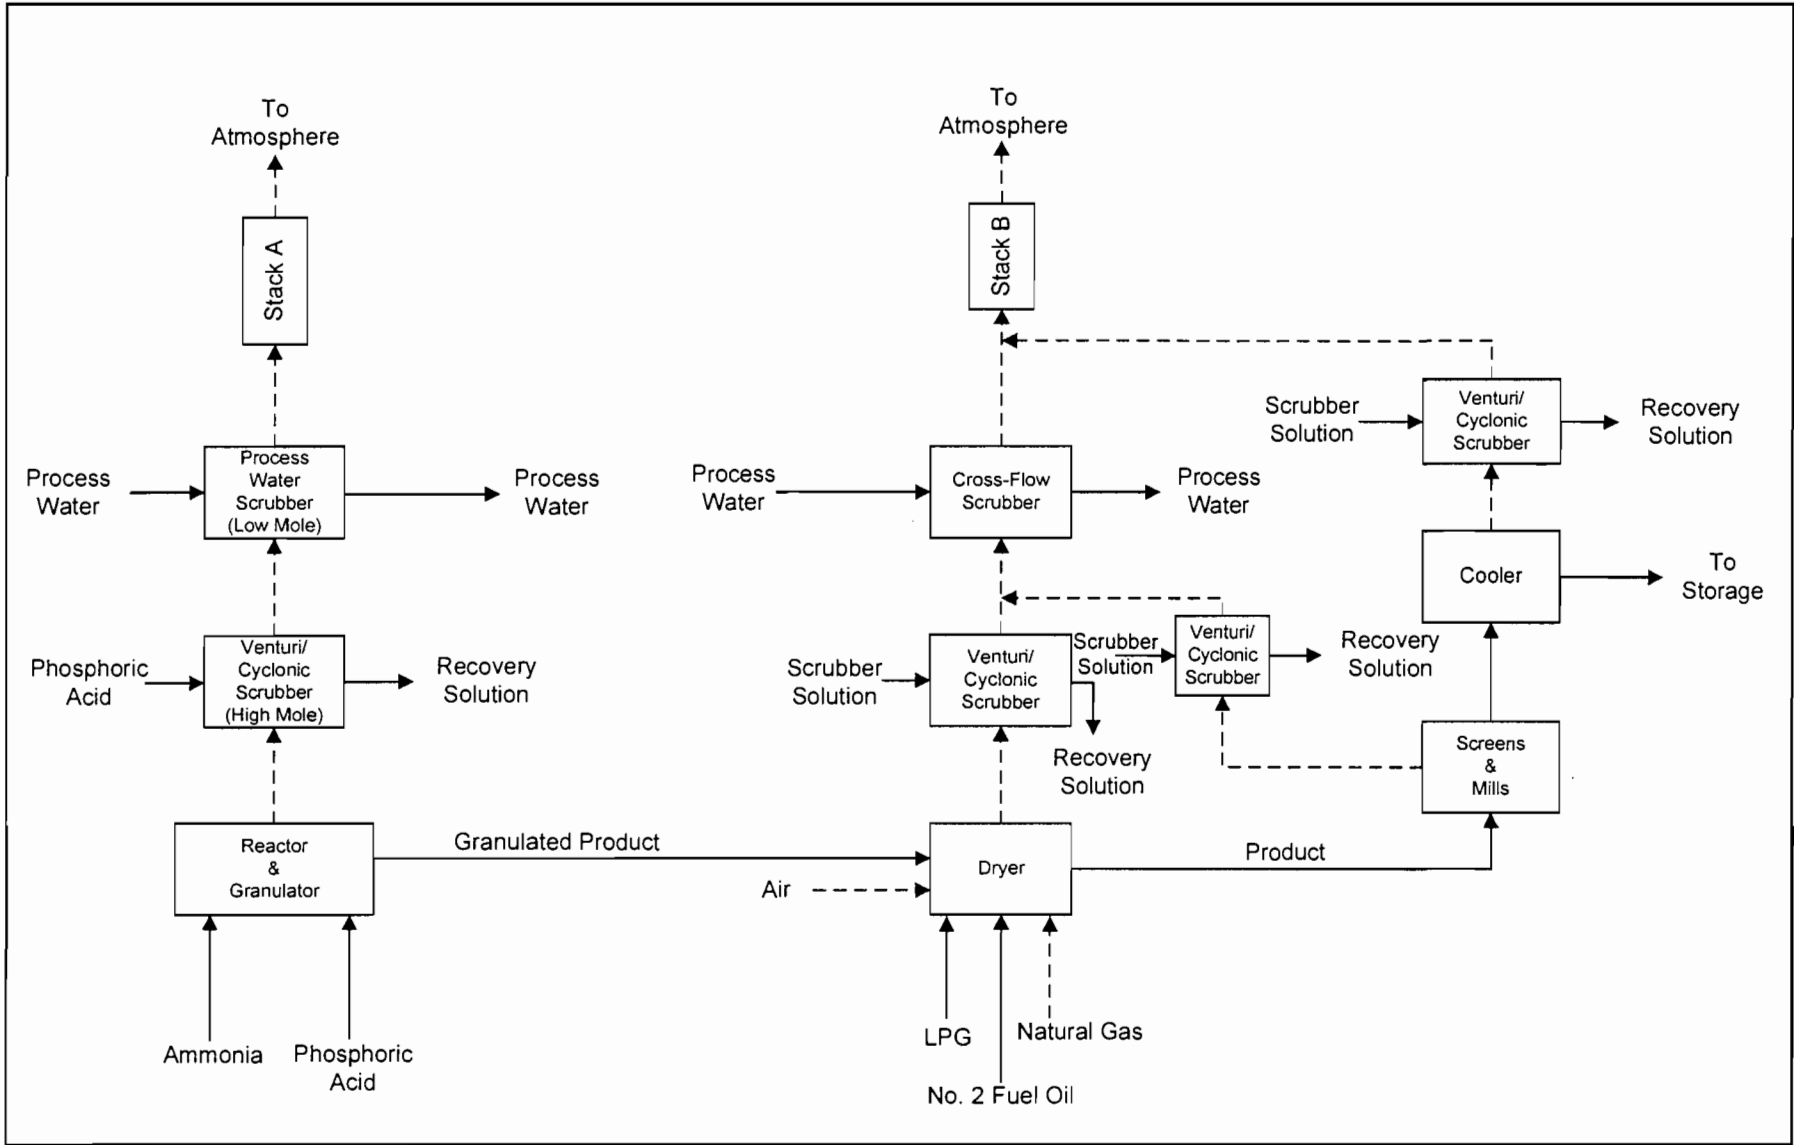 To
Atmosphere
To
Atmosphere
Stack A
Stack B
Process
Water
Process
Water
Scrubber
(Low Mole)
Process
Water
Process
Water
Cross-Flow
Scrubber
Process
Water
Scrubber
Solution
Venturi/
Cyclonic
Scrubber
Recovery
Solution
Cooler
To
Storage
Phosphoric
Acid
Venturi/
Cyclonic
Scrubber
(High Mole)
Recovery
Solution
Scrubber
Solution
Venturi/
Cyclonic
Scrubber
Recovery
Solution
Scrubber
Solution
Venturi/
Cyclonic
Scrubber
Recovery
Solution
Screens
&
Mills
Reactor
&
Granulator
Granulated Product
Air
Dryer
Product
Ammonia
Phosphoric
Acid
LPG
Natural Gas
No. 2 Fuel Oil